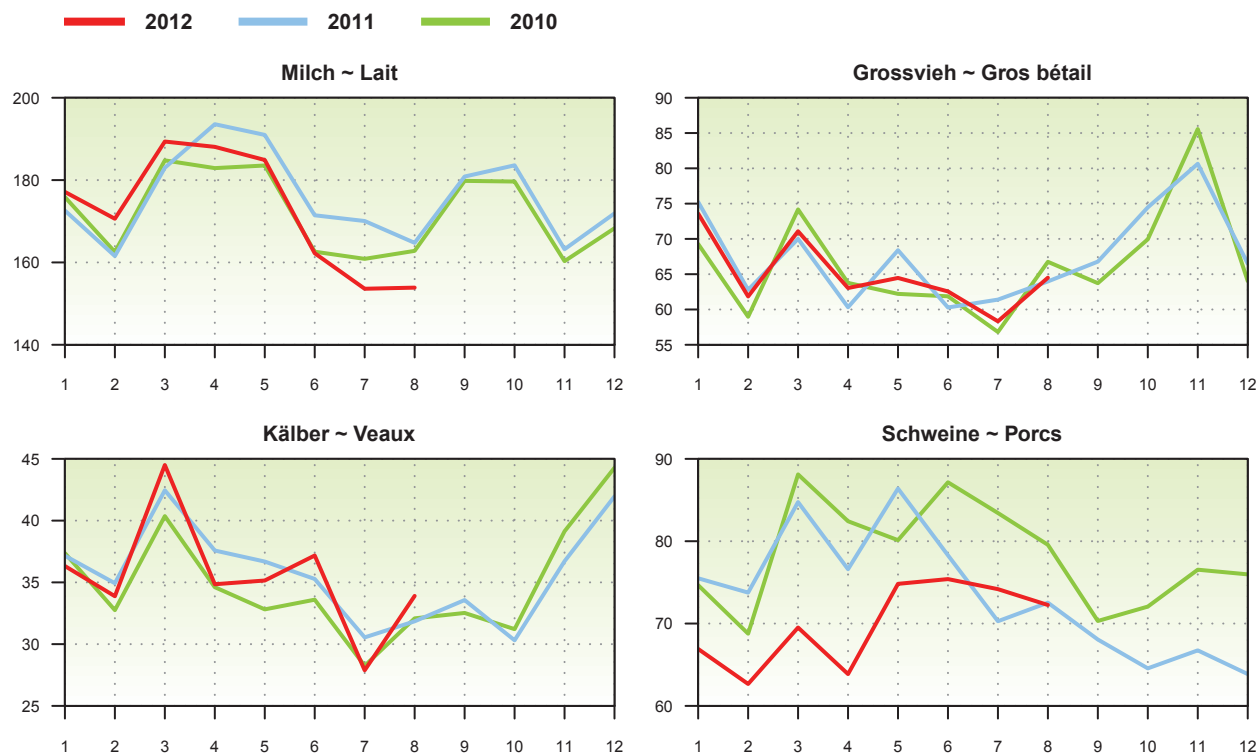 2012 2011 2010
Milch ~ Lait
200
180
160
140
1 2 3 4 5 6 7 8 9 10 11 12
Grossvieh ~ Gros bétail
90
85
80
75
70
65
60
55
1 2 3 4 5 6 7 8 9 10 11 12
Kälber ~ Veaux
45
40
35
30
25
1 2 3 4 5 6 7 8 9 10 11 12
Schweine ~ Porcs
90
80
70
60
1 2 3 4 5 6 7 8 9 10 11 12